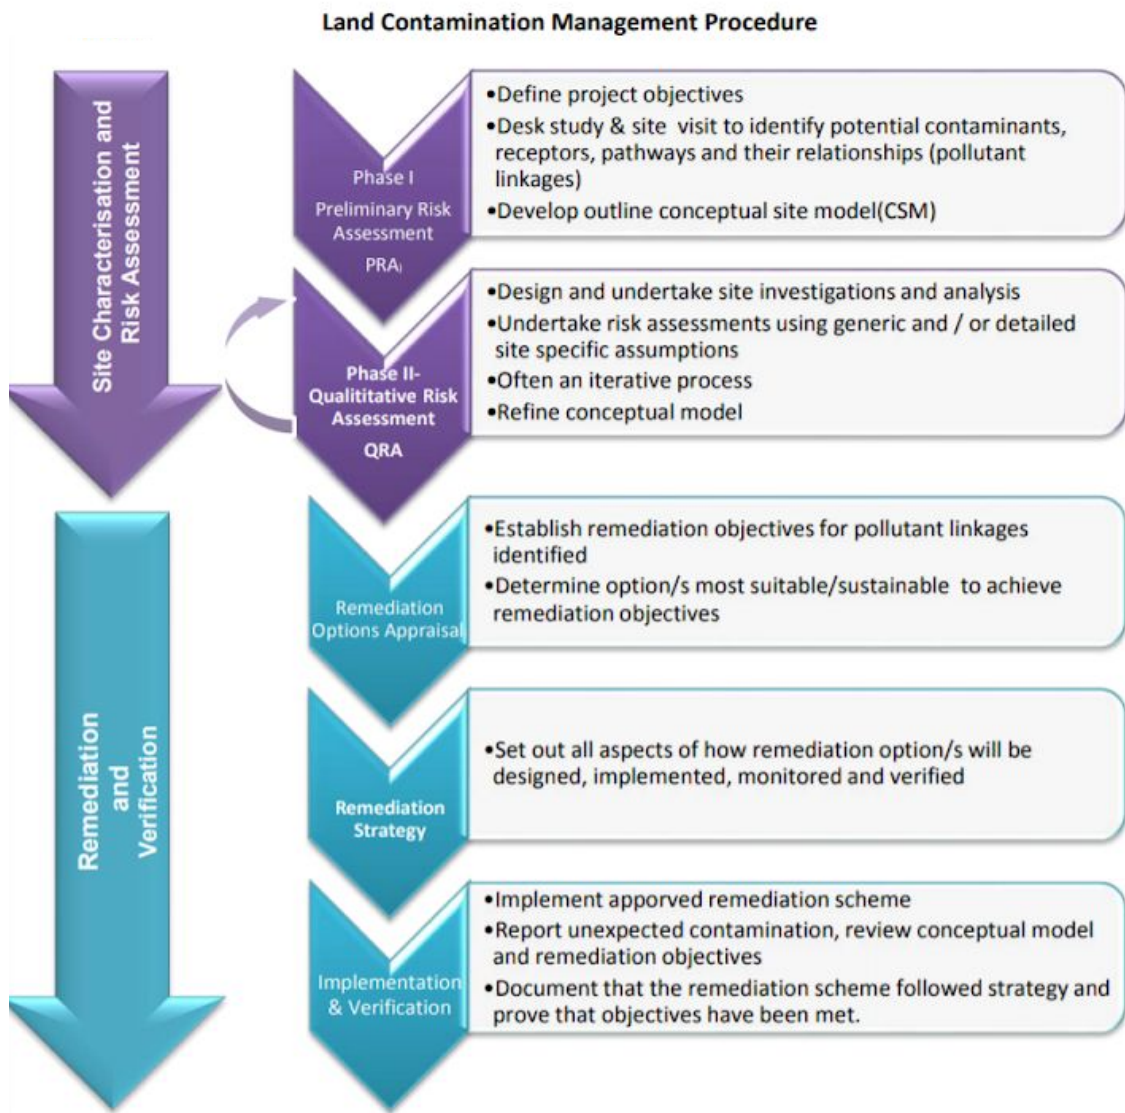 Land Contamination Management Procedure
Site Characterisation and
Risk Assessment
Phase I
Preliminary Risk
Assessment
PRA)
•Define project objectives
•Desk study & site visit to identify potential contaminants,
receptors, pathways and their relationships (pollutant
linkages)
•Develop outline conceptual site model(CSM)
Phase II-
Qualititative Risk
Assessment
QRA
•Design and undertake site investigations and analysis
•Undertake risk assessments using generic and / or detailed
site specific assumptions
•Often an iterative process
•Refine conceptual model
Remediation
and
Verification
Remediation
Options Appraisal
•Establish remediation objectives for pollutant linkages
identified
•Determine option/s most suitable/sustainable to achieve
remediation objectives
Remediation
Strategy
•Set out all aspects of how remediation option/s will be
designed, implemented, monitored and verified
Implementation
& Verification
•Implement apporved remediation scheme
•Report unexpected contamination, review conceptual model
and remediation objectives
•Document that the remediation scheme followed strategy and
prove that objectives have been met.